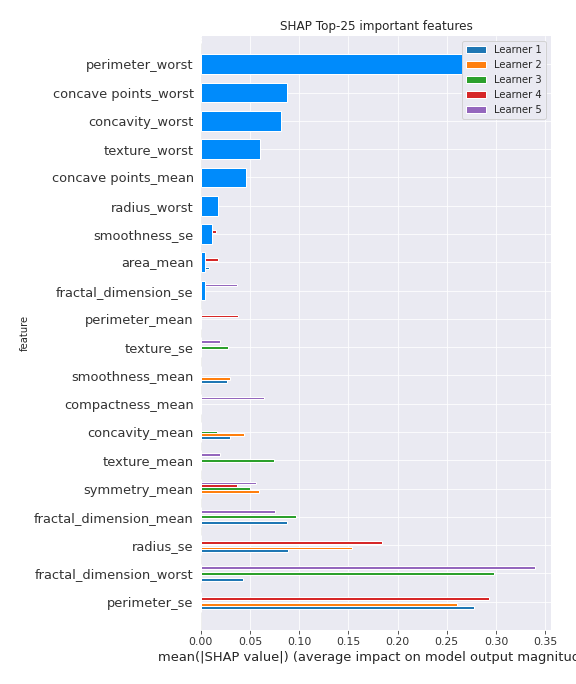 SHAP Top-25 important features
Learner 1
Learner 2
Learner 3
Learner 4
Learner 5
perimeter_worst
concave points_worst
concavity_worst
texture_worst
concave points_mean
radius_worst
smoothness_se
area_mean
fractal_dimension_se
perimeter_mean
texture_se
smoothness_mean
compactness_mean
concavity_mean
texture_mean
symmetry_mean
fractal_dimension_mean
radius_se
fractal_dimension_worst
perimeter_se
feature
0.00 0.05 0.10 0.15 0.20 0.25 0.30 0.35
mean(|SHAP value|) (average impact on model output magnitud